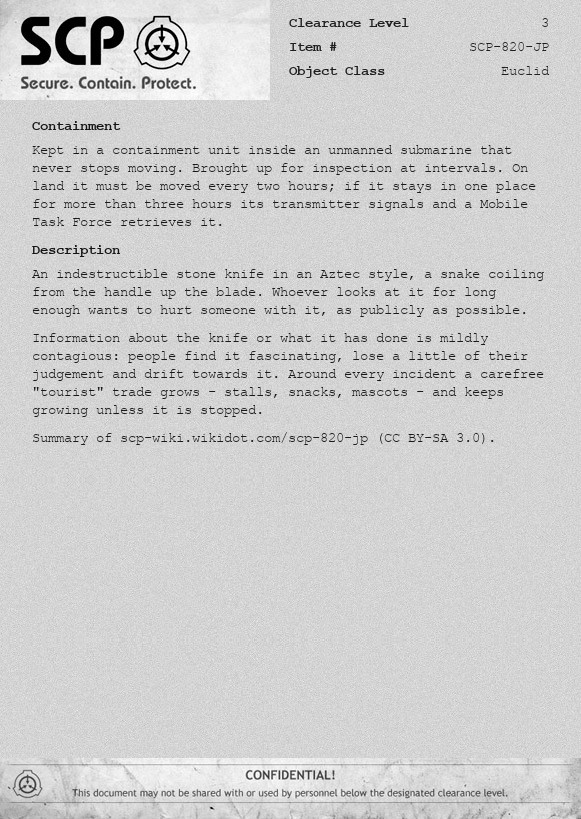 SCP
Secure. Contain. Protect.
Clearance Level 3
Item # SCP-820-JP
Object Class Euclid
Containment
Kept in a containment unit inside an unmanned submarine that
never stops moving. Brought up for inspection at intervals. On
land it must be moved every two hours; if it stays in one place
for more than three hours its transmitter signals and a Mobile
Task Force retrieves it.
Description
An indestructible stone knife in an Aztec style, a snake coiling
from the handle up the blade. Whoever looks at it for long
enough wants to hurt someone with it, as publicly as possible.
Information about the knife or what it has done is mildly
contagious: people find it fascinating, lose a little of their
judgement and drift towards it. Around every incident a carefree
"tourist" trade grows – stalls, snacks, mascots – and keeps
growing unless it is stopped.
Summary of scp-wiki.wikidot.com/scp-820-jp (CC BY-SA 3.0).
CONFIDENTIAL!
This document may not be shared with or used by personnel below the designated clearance level.